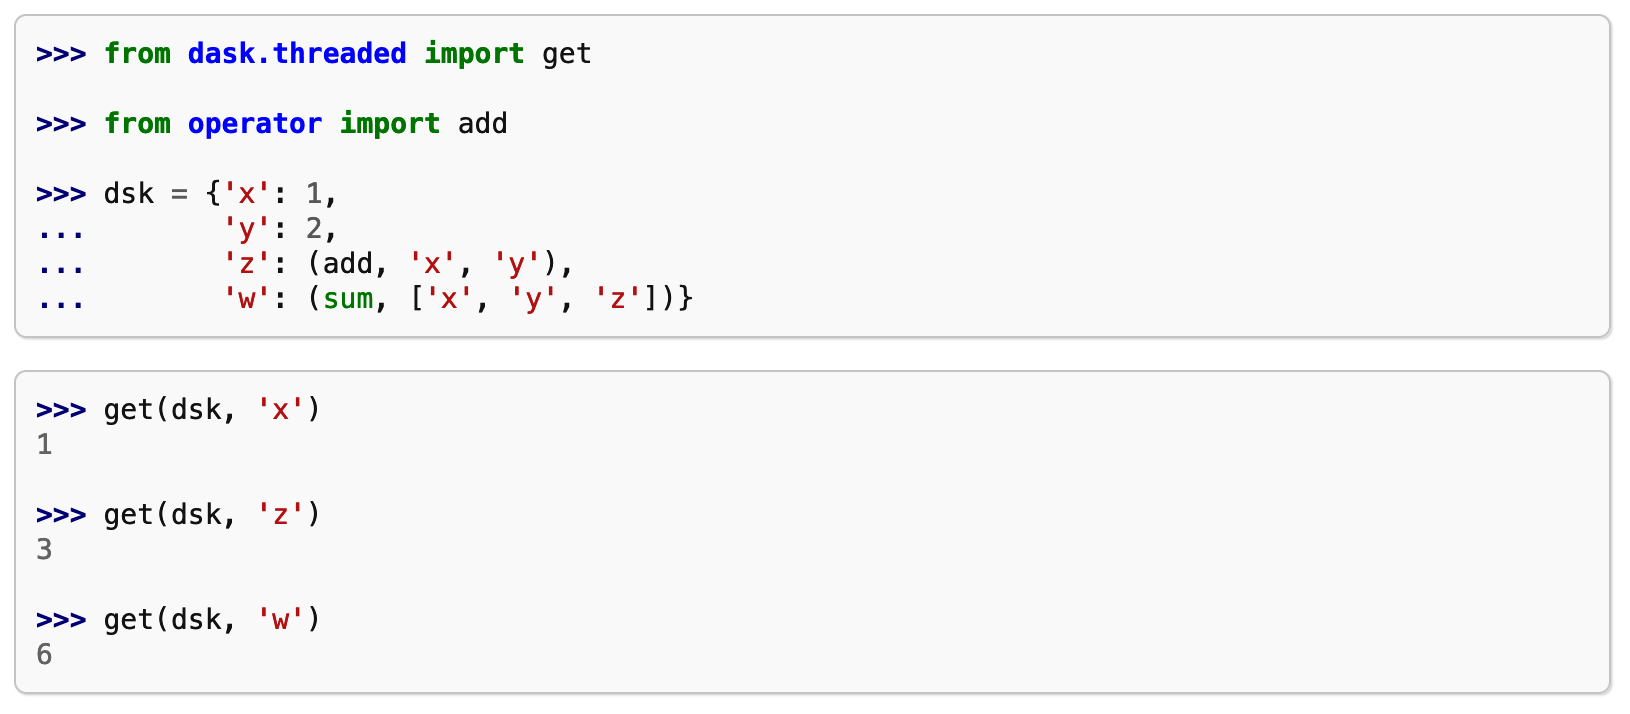 >>> from dask.threaded import get
>>> from operator import add
>>> dsk = {'x': 1,
...        'y': 2,
...        'z': (add, 'x', 'y'),
...        'w': (sum, ['x', 'y', 'z'])}
>>> get(dsk, 'x')
1
>>> get(dsk, 'z')
3
>>> get(dsk, 'w')
6